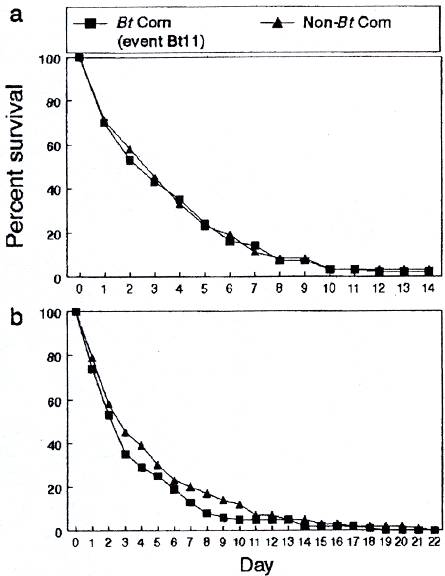 a
Bt Corn
(event Bt11)
Non-Bt Corn
Percent survival
100
80
60
40
20
0
0 1 2 3 4 5 6 7 8 9 10 11 12 13 14
b
100
80
60
40
20
0
0 1 2 3 4 5 6 7 8 9 10 11 12 13 14 15 16 17 18 19 20 21 22
Day